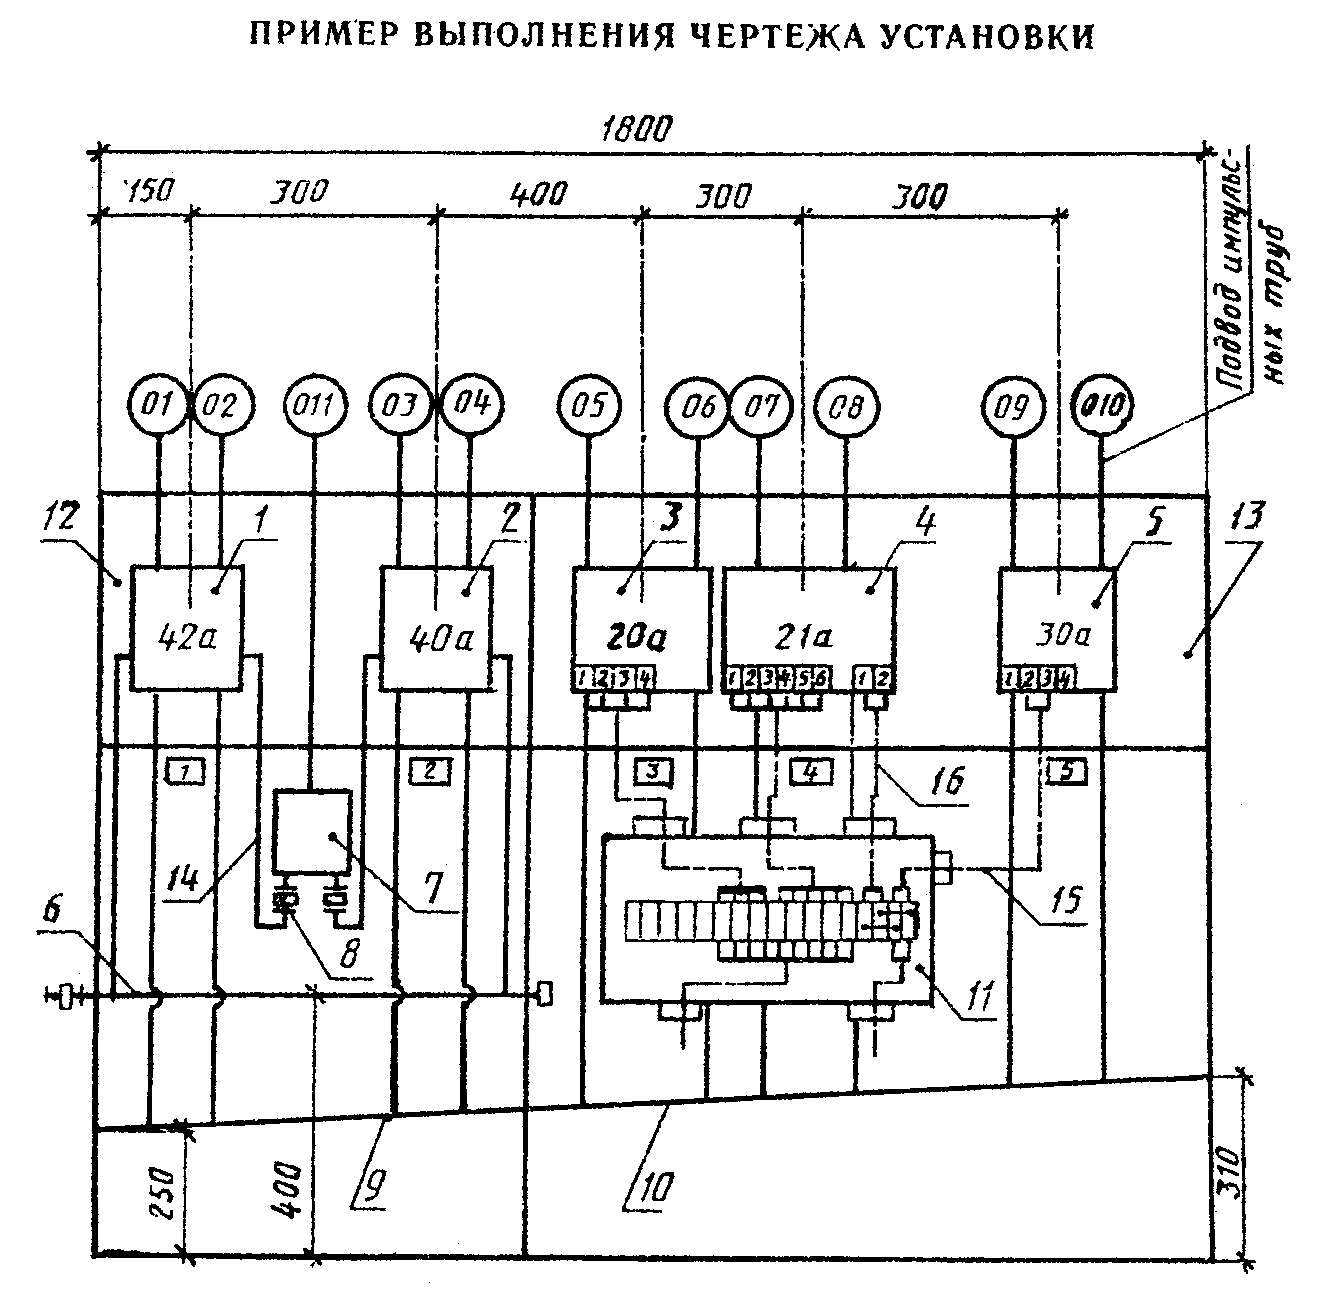 ПРИМЕР ВЫПОЛНЕНИЯ ЧЕРТЕЖА УСТАНОВКИ
1800
150 300 400 300 300
Подвод импульс-
ных труб
01 02 011 03 04 05 06 07 08 09 010
12 1 2 3 4 5 13
42а 40а 20а 21а 30а
1 2 3 4 1 2 3 4 5 6 1 2 1 2 3 4
1 2 3 4 5
16
14 7 15
6 8 11
9 10
250 400 310